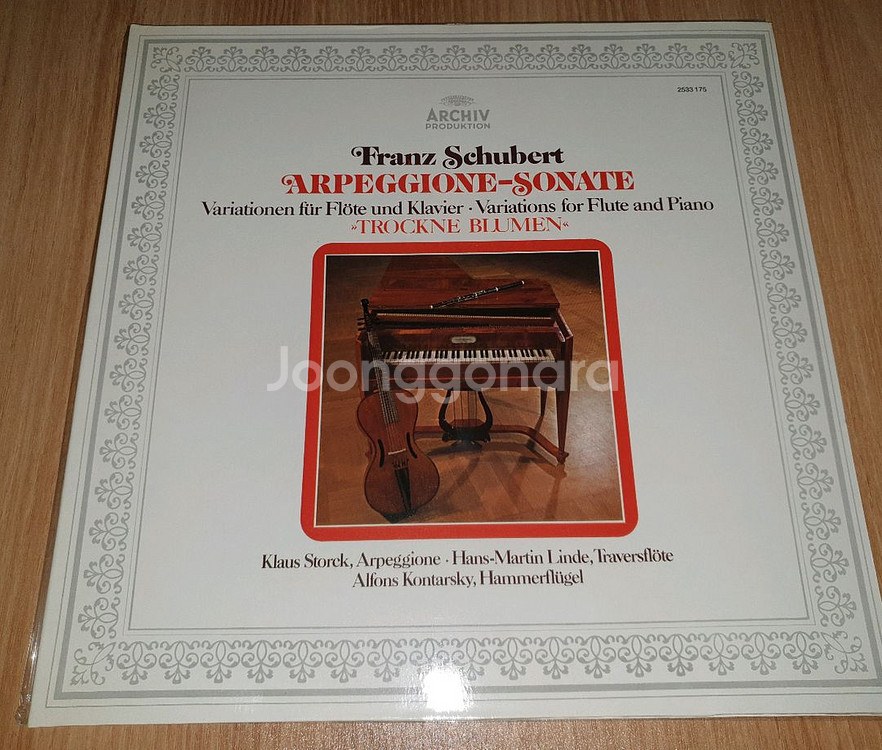 2533 175
ARCHIV
PRODUKTION
Franz Schubert
ARPEGGIONE-SONATE
Variationen für Flöte und Klavier · Variations for Flute and Piano
»TROCKNE BLUMEN«
Joonggonara
Klaus Storck, Arpeggione · Hans-Martin Linde, Traversflöte
Alfons Kontarsky, Hammerflügel